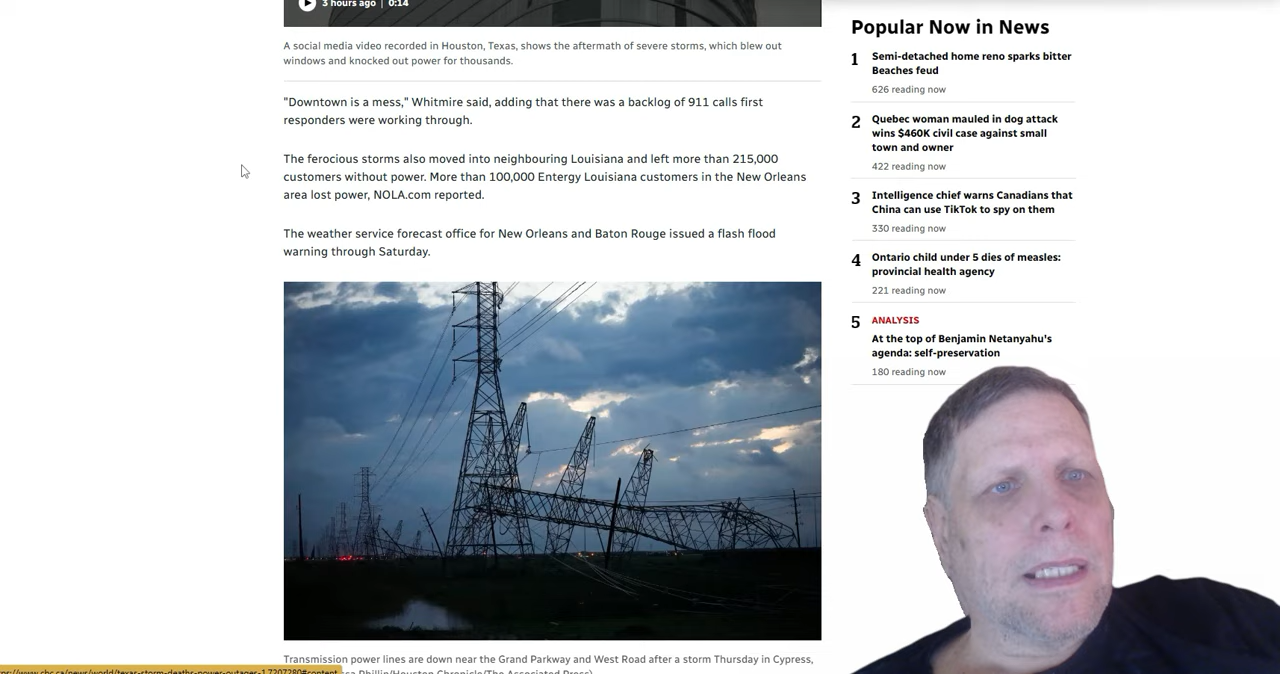 3 hours ago | 0:14
A social media video recorded in Houston, Texas, shows the aftermath of severe storms, which blew out
windows and knocked out power for thousands.
"Downtown is a mess," Whitmire said, adding that there was a backlog of 911 calls first
responders were working through.
The ferocious storms also moved into neighbouring Louisiana and left more than 215,000
customers without power. More than 100,000 Entergy Louisiana customers in the New Orleans
area lost power, NOLA.com reported.
The weather service forecast office for New Orleans and Baton Rouge issued a flash flood
warning through Saturday.
Transmission power lines are down near the Grand Parkway and West Road after a storm Thursday in Cypress,
Phillip/Houston Chronicle/The Associated Press)
Popular Now in News
1 Semi-detached home reno sparks bitter
Beaches feud
626 reading now
2 Quebec woman mauled in dog attack
wins $460K civil case against small
town and owner
422 reading now
3 Intelligence chief warns Canadians that
China can use TikTok to spy on them
330 reading now
4 Ontario child under 5 dies of measles:
provincial health agency
221 reading now
5 ANALYSIS
At the top of Benjamin Netanyahu's
agenda: self-preservation
180 reading now